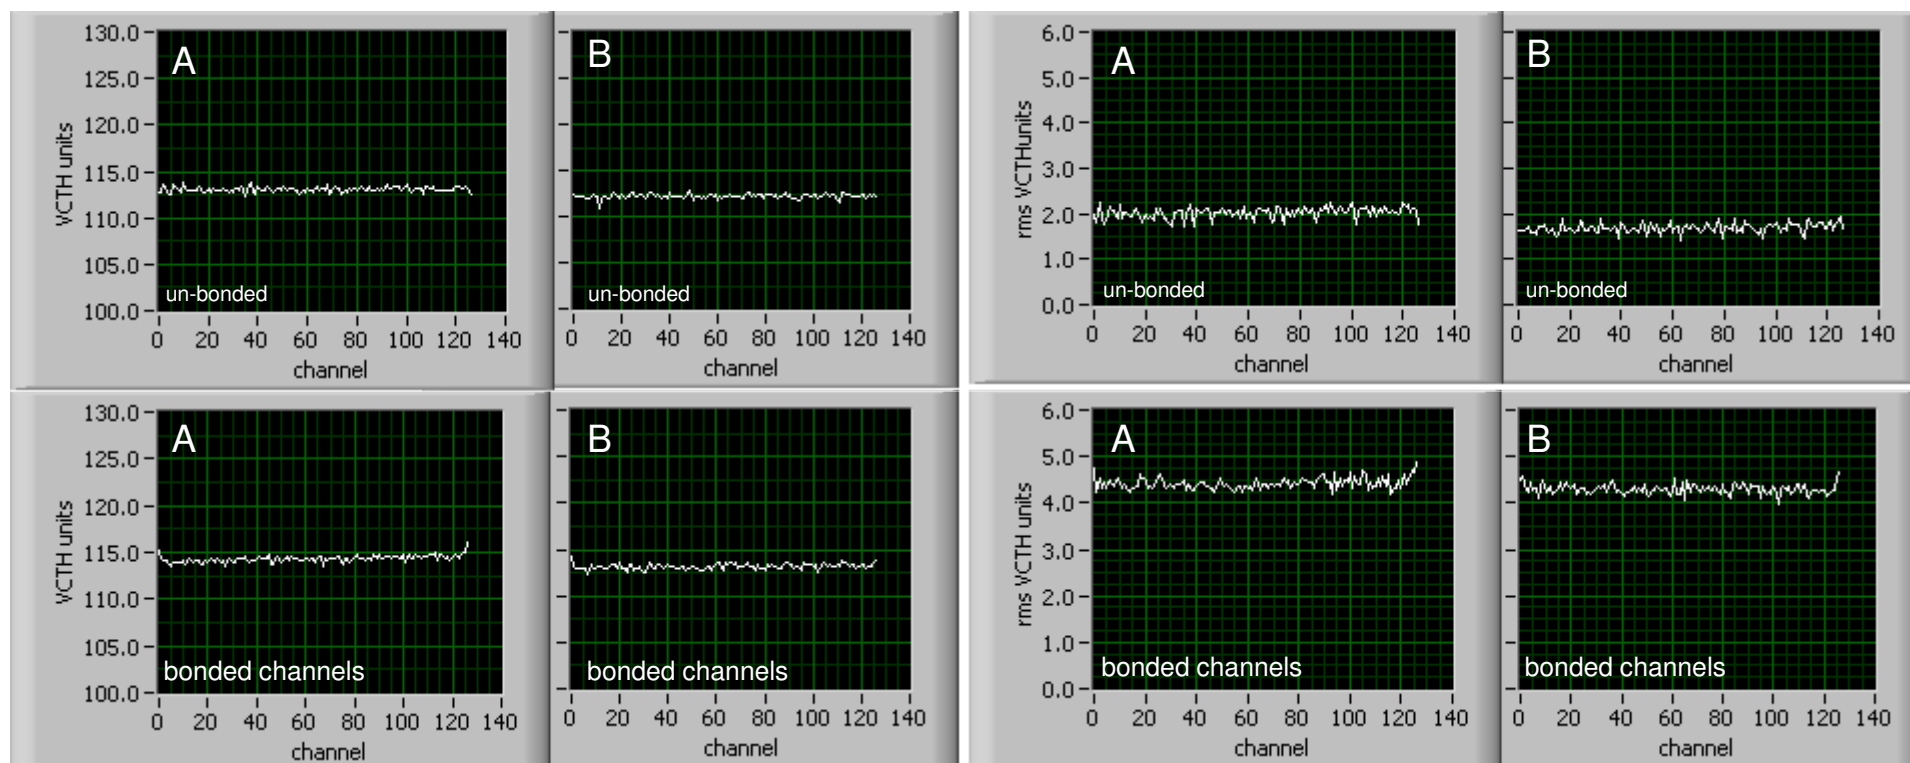 130.0
125.0
120.0
115.0
110.0
105.0
100.0
VCTH units
A
un-bonded
0 20 40 60 80 100 120 140
channel
B
un-bonded
0 20 40 60 80 100 120 140
channel
6.0
5.0
4.0
3.0
2.0
1.0
0.0
rms VCTHunits
A
un-bonded
0 20 40 60 80 100 120 140
channel
B
un-bonded
0 20 40 60 80 100 120 140
channel
130.0
125.0
120.0
115.0
110.0
105.0
100.0
VCTH units
A
bonded channels
0 20 40 60 80 100 120 140
channel
B
bonded channels
0 20 40 60 80 100 120 140
channel
6.0
5.0
4.0
3.0
2.0
1.0
0.0
rms VCTH units
A
bonded channels
0 20 40 60 80 100 120 140
channel
B
bonded channels
0 20 40 60 80 100 120 140
channel